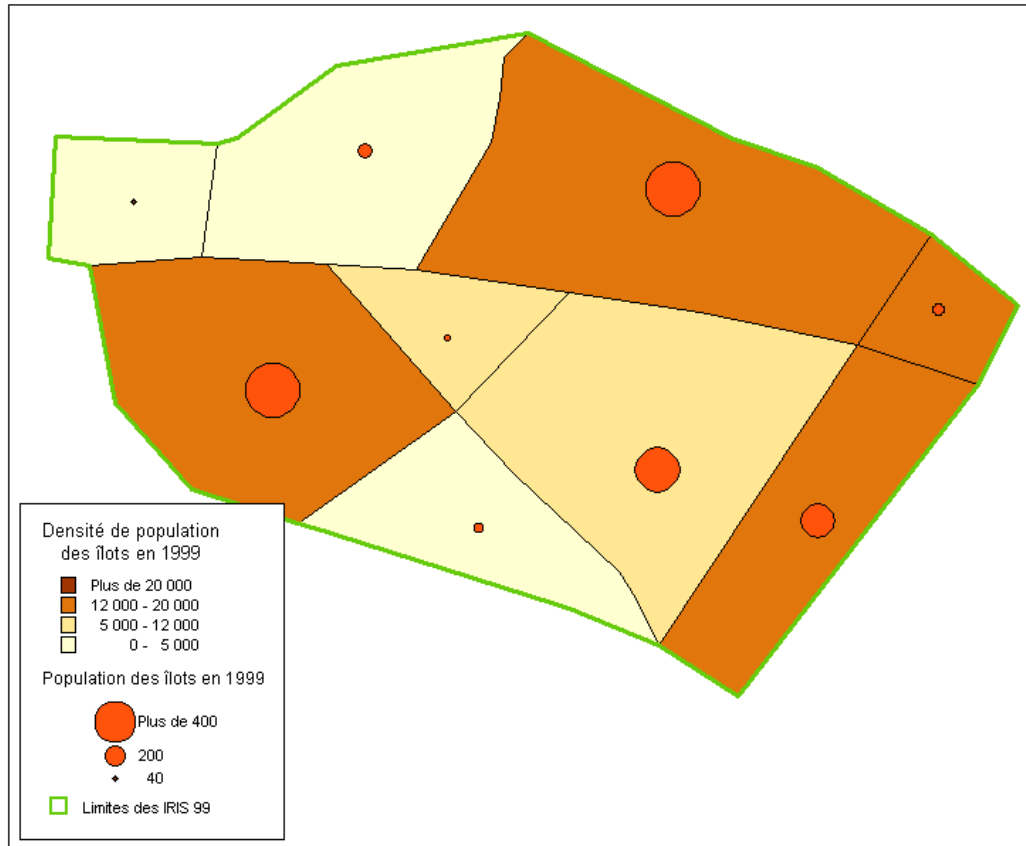 Densité de population
des îlots en 1999
Plus de 20 000
12 000 - 20 000
5 000 - 12 000
0 - 5 000
Population des îlots en 1999
Plus de 400
200
40
Limites des IRIS 99